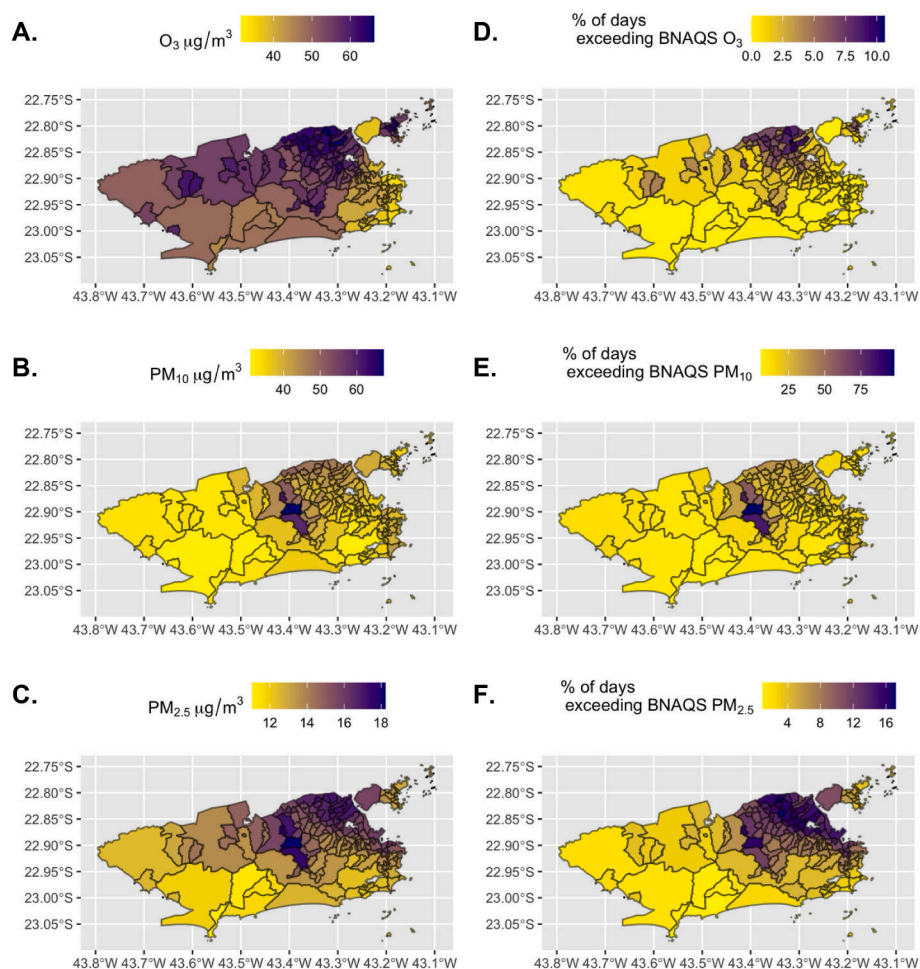 A.
O₃ μg/m³
40 50 60
22.75°S
22.80°S
22.85°S
22.90°S
22.95°S
23.00°S
23.05°S
43.8°W 43.7°W 43.6°W 43.5°W 43.4°W 43.3°W 43.2°W 43.1°W
D.
% of days
exceeding BNAQS O₃
0.0 2.5 5.0 7.5 10.0
22.75°S
22.80°S
22.85°S
22.90°S
22.95°S
23.00°S
23.05°S
43.8°W 43.7°W 43.6°W 43.5°W 43.4°W 43.3°W 43.2°W 43.1°W
B.
PM₁₀ μg/m³
40 50 60
22.75°S
22.80°S
22.85°S
22.90°S
22.95°S
23.00°S
23.05°S
43.8°W 43.7°W 43.6°W 43.5°W 43.4°W 43.3°W 43.2°W 43.1°W
E.
% of days
exceeding BNAQS PM₁₀
25 50 75
22.75°S
22.80°S
22.85°S
22.90°S
22.95°S
23.00°S
23.05°S
43.8°W 43.7°W 43.6°W 43.5°W 43.4°W 43.3°W 43.2°W 43.1°W
C.
PM₂.₅ μg/m³
12 14 16 18
22.75°S
22.80°S
22.85°S
22.90°S
22.95°S
23.00°S
23.05°S
43.8°W 43.7°W 43.6°W 43.5°W 43.4°W 43.3°W 43.2°W 43.1°W
F.
% of days
exceeding BNAQS PM₂.₅
4 8 12 16
22.75°S
22.80°S
22.85°S
22.90°S
22.95°S
23.00°S
23.05°S
43.8°W 43.7°W 43.6°W 43.5°W 43.4°W 43.3°W 43.2°W 43.1°W